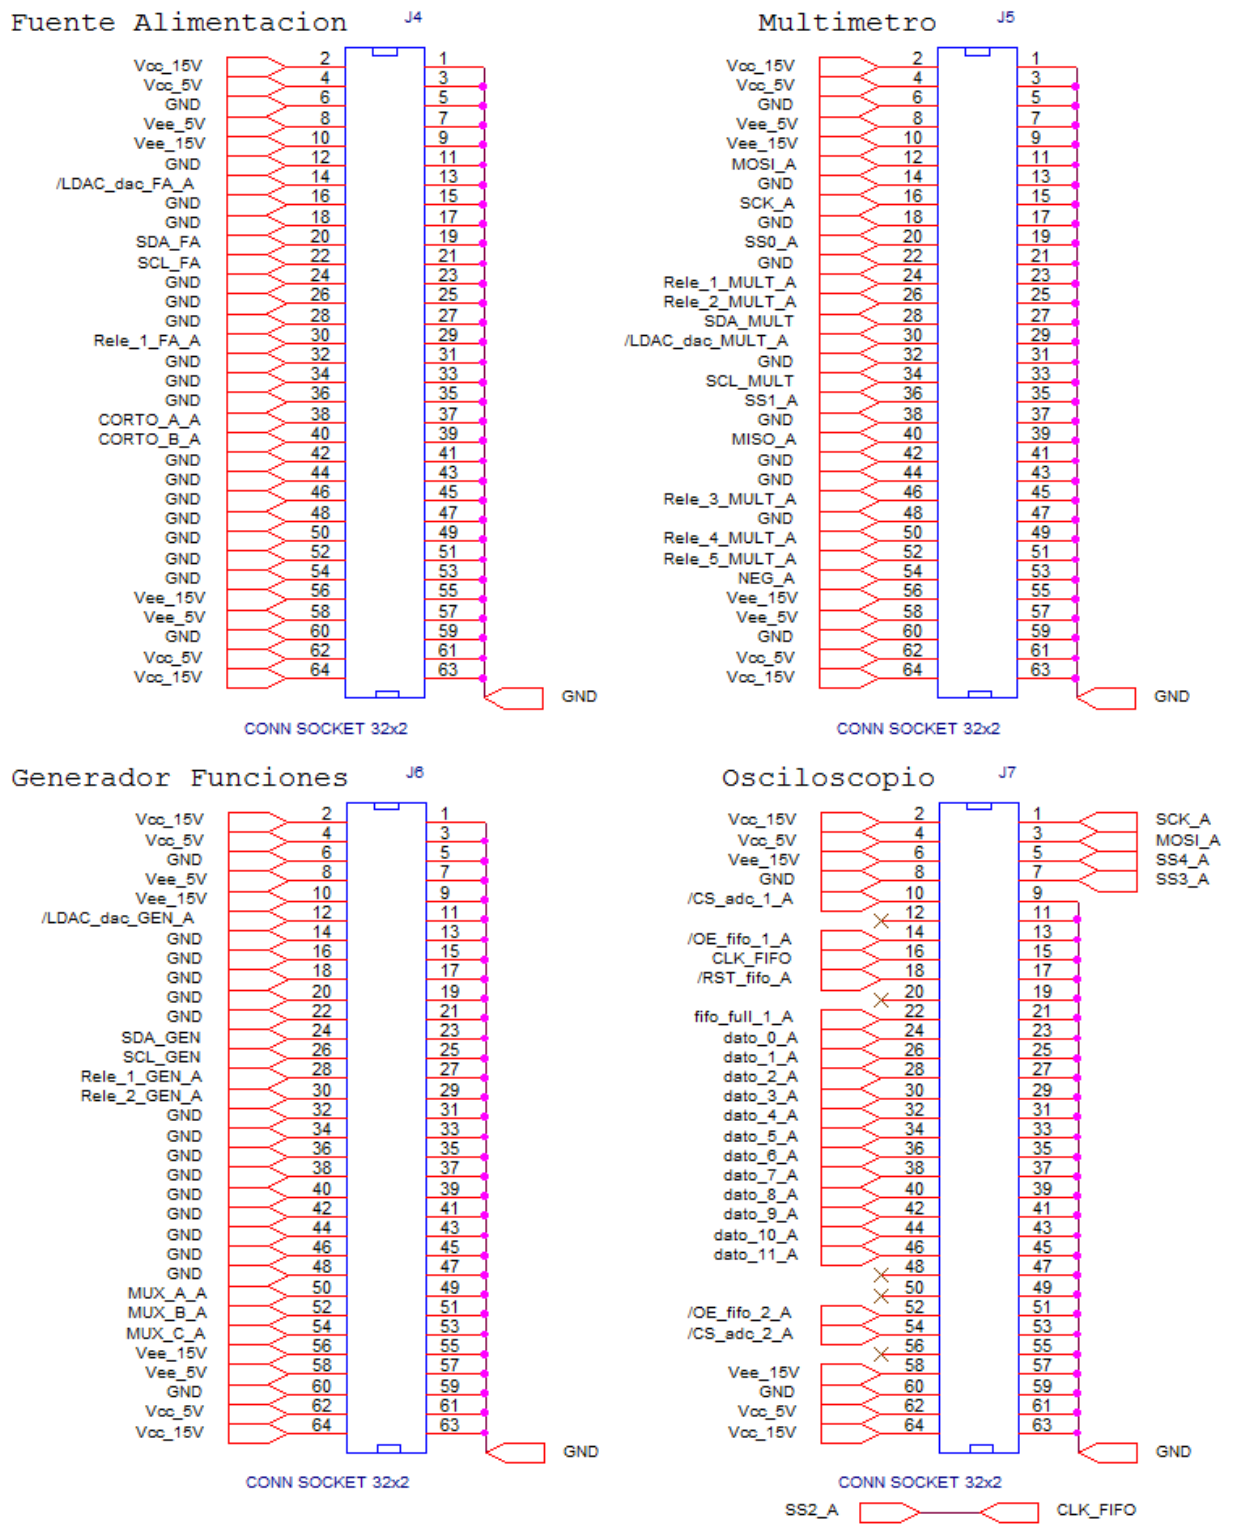 Fuente Alimentacion J4
Vcc_15V 2 1
Vcc_5V 4 3
GND 6 5
Vee_5V 8 7
Vee_15V 10 9
GND 12 11
/LDAC_dac_FA_A 14 13
GND 16 15
GND 18 17
SDA_FA 20 19
SCL_FA 22 21
GND 24 23
GND 26 25
GND 28 27
Rele_1_FA_A 30 29
GND 32 31
GND 34 33
GND 36 35
CORTO_A_A 38 37
CORTO_B_A 40 39
GND 42 41
GND 44 43
GND 46 45
GND 48 47
GND 50 49
GND 52 51
GND 54 53
Vee_15V 56 55
Vee_5V 58 57
GND 60 59
Vcc_5V 62 61
Vcc_15V 64 63
GND
CONN SOCKET 32x2
Multimetro J5
Vcc_15V 2 1
Vcc_5V 4 3
GND 6 5
Vee_5V 8 7
Vee_15V 10 9
MOSI_A 12 11
GND 14 13
SCK_A 16 15
GND 18 17
SS0_A 20 19
GND 22 21
Rele_1_MULT_A 24 23
Rele_2_MULT_A 26 25
SDA_MULT 28 27
/LDAC_dac_MULT_A 30 29
GND 32 31
SCL_MULT 34 33
SS1_A 36 35
GND 38 37
MISO_A 40 39
GND 42 41
GND 44 43
Rele_3_MULT_A 46 45
GND 48 47
Rele_4_MULT_A 50 49
Rele_5_MULT_A 52 51
NEG_A 54 53
Vee_15V 56 55
Vee_5V 58 57
GND 60 59
Vcc_5V 62 61
Vcc_15V 64 63
GND
CONN SOCKET 32x2
Generador Funciones J6
Vcc_15V 2 1
Vcc_5V 4 3
GND 6 5
Vee_5V 8 7
Vee_15V 10 9
/LDAC_dac_GEN_A 12 11
GND 14 13
GND 16 15
GND 18 17
GND 20 19
GND 22 21
SDA_GEN 24 23
SCL_GEN 26 25
Rele_1_GEN_A 28 27
Rele_2_GEN_A 30 29
GND 32 31
GND 34 33
GND 36 35
GND 38 37
GND 40 39
GND 42 41
GND 44 43
GND 46 45
GND 48 47
MUX_A_A 50 49
MUX_B_A 52 51
MUX_C_A 54 53
Vee_15V 56 55
Vee_5V 58 57
GND 60 59
Vcc_5V 62 61
Vcc_15V 64 63
GND
CONN SOCKET 32x2
Osciloscopio J7
Vcc_15V 2 1 SCK_A
Vcc_5V 4 3 MOSI_A
Vee_15V 6 5 SS4_A
GND 8 7 SS3_A
/CS_adc_1_A 10 9
12 11
/OE_fifo_1_A 14 13
CLK_FIFO 16 15
/RST_fifo_A 18 17
20 19
fifo_full_1_A 22 21
dato_0_A 24 23
dato_1_A 26 25
dato_2_A 28 27
dato_3_A 30 29
dato_4_A 32 31
dato_5_A 34 33
dato_6_A 36 35
dato_7_A 38 37
dato_8_A 40 39
dato_9_A 42 41
dato_10_A 44 43
dato_11_A 46 45
48 47
50 49
/OE_fifo_2_A 52 51
/CS_adc_2_A 54 53
56 55
Vee_15V 58 57
GND 60 59
Vcc_5V 62 61
Vcc_15V 64 63
GND
CONN SOCKET 32x2
SS2_A CLK_FIFO